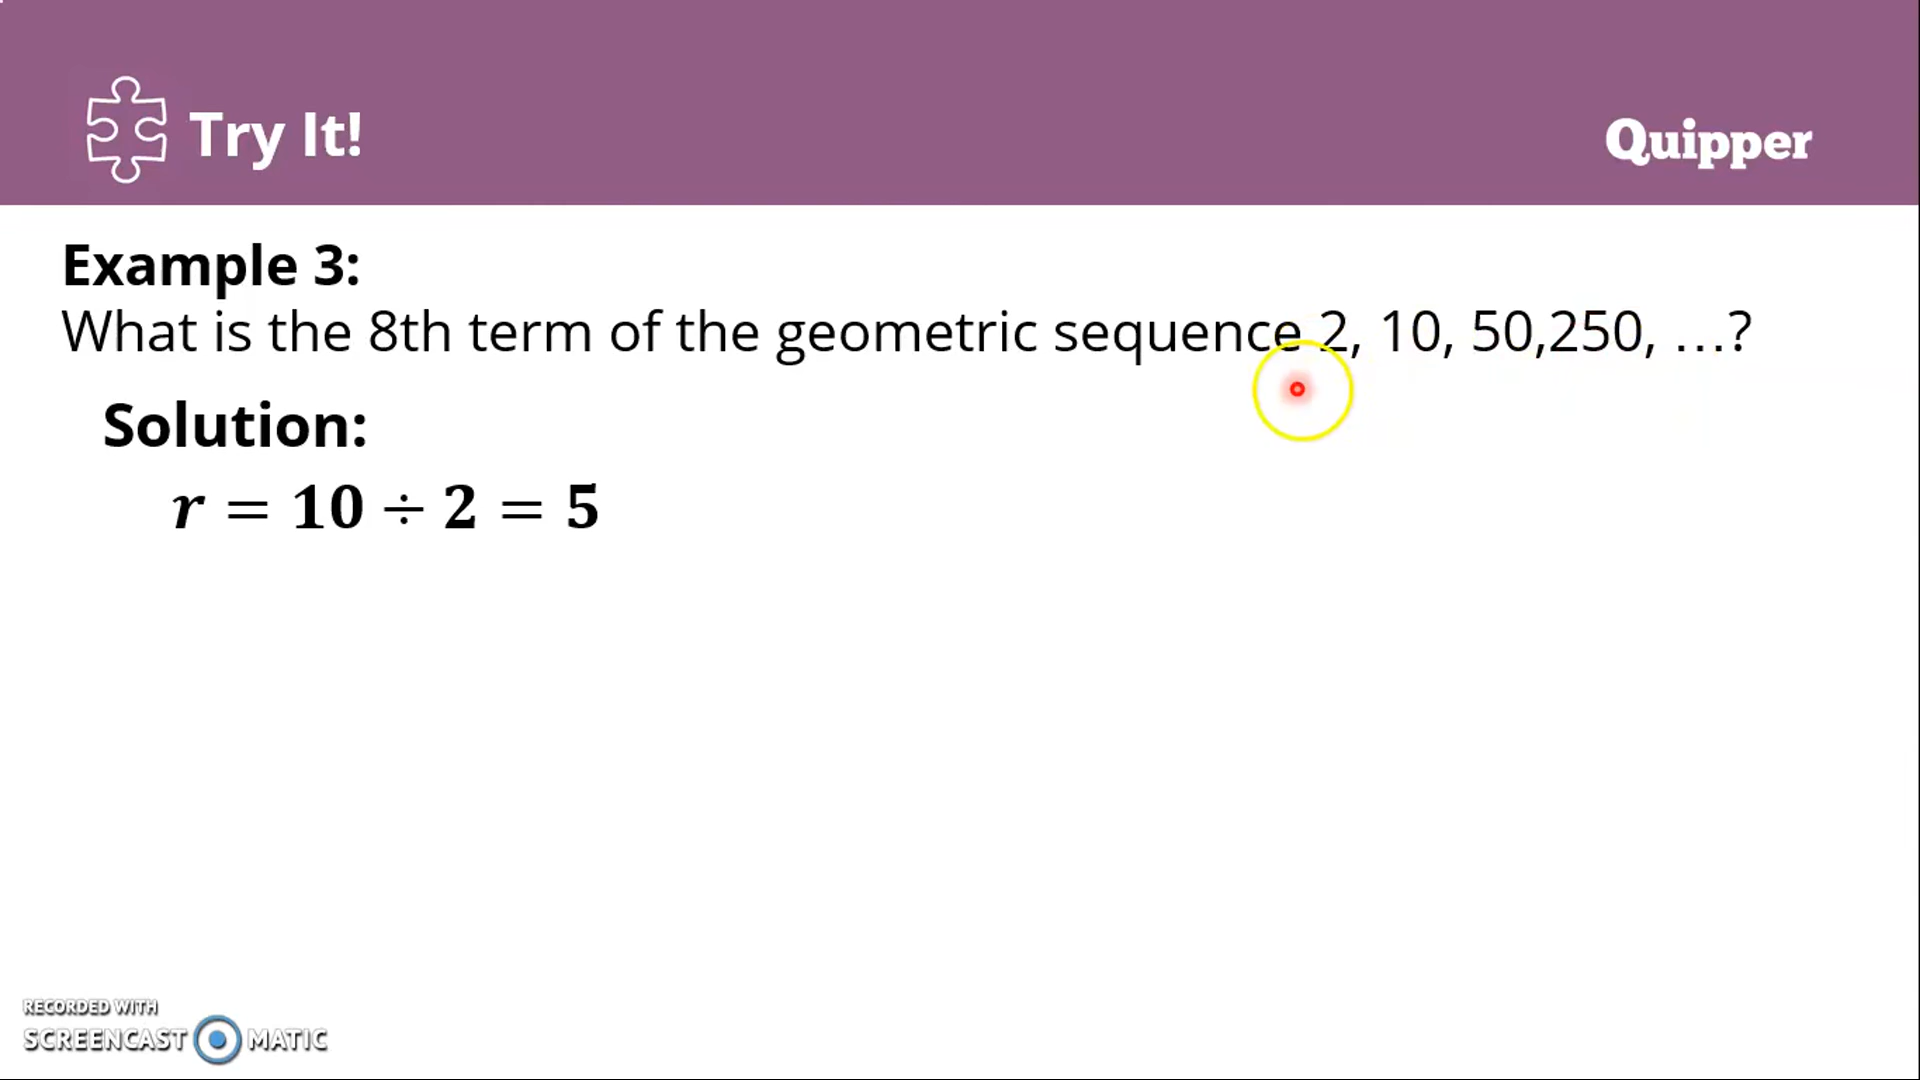 Try It!
Quipper
Example 3:
What is the 8th term of the geometric sequence 2, 10, 50,250, …?
Solution:
r = 10 ÷ 2 = 5
RECORDED WITH
SCREENCAST MATIC